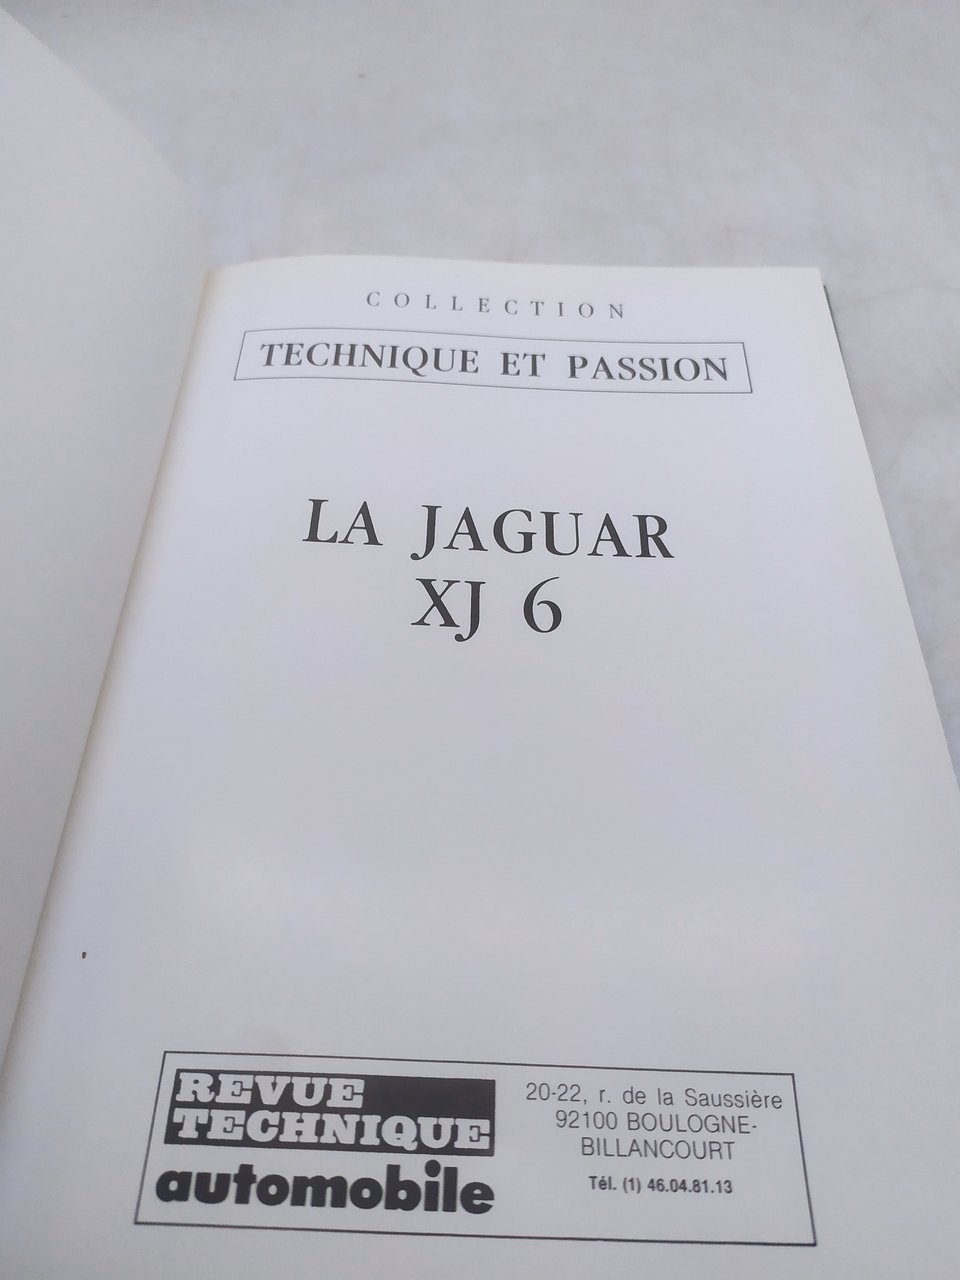 COLLECTION
TECHNIQUE ET PASSION
LA JAGUAR
XJ 6
REVUE
TECHNIQUE
automobile
20-22, r. de la Saussière
92100 BOULOGNE-
BILLANCOURT
Tél. (1) 46.04.81.13